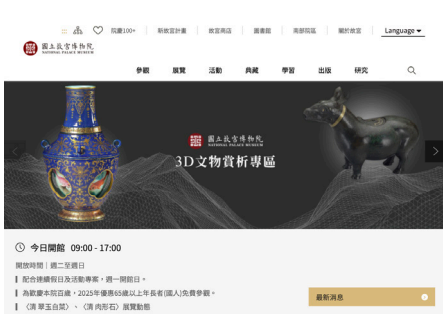 院慶100+ 新故宮計畫 故宮商店 圖書館 南部院區 關於故宮 Language
國立故宮博物院
NATIONAL PALACE MUSEUM
參觀 展覽 活動 典藏 學習 出版 研究
國立故宮博物院
NATIONAL PALACE MUSEUM
3D文物賞析專區
今日開館 09:00 - 17:00
開放時間｜週二至週日
配合連續假日及活動專案，週一開館日。
為歡慶本院百歲，2025年優惠65歲以上年長者(國人)免費參觀。
〈清 翠玉白菜〉、〈清 肉形石〉展覽動態
最新消息